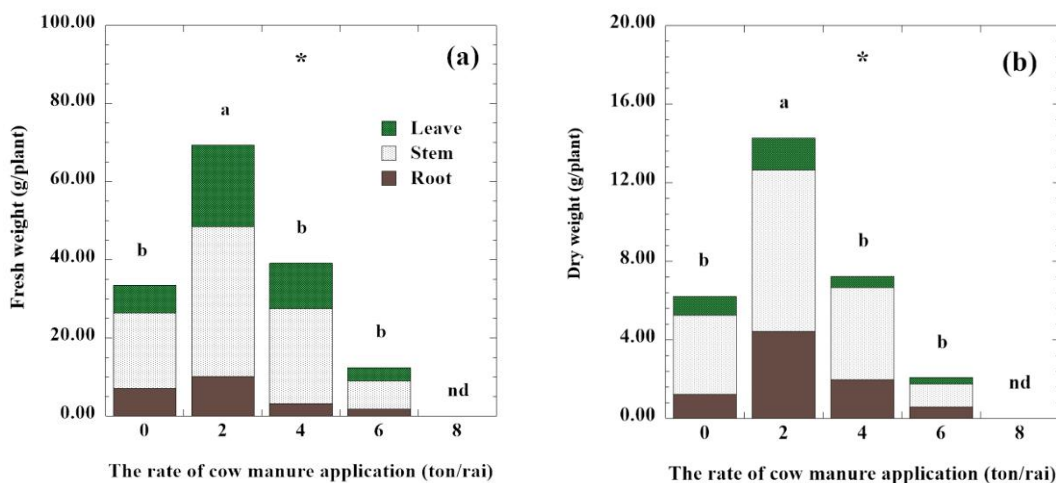 100.00
80.00
60.00
40.00
20.00
0.00
Fresh weight (g/plant)
(a)
*
a
b
b
b
nd
Leave
Stem
Root
0 2 4 6 8
The rate of cow manure application (ton/rai)
20.00
16.00
12.00
8.00
4.00
0.00
Dry weight (g/plant)
(b)
*
a
b
b
b
nd
0 2 4 6 8
The rate of cow manure application (ton/rai)